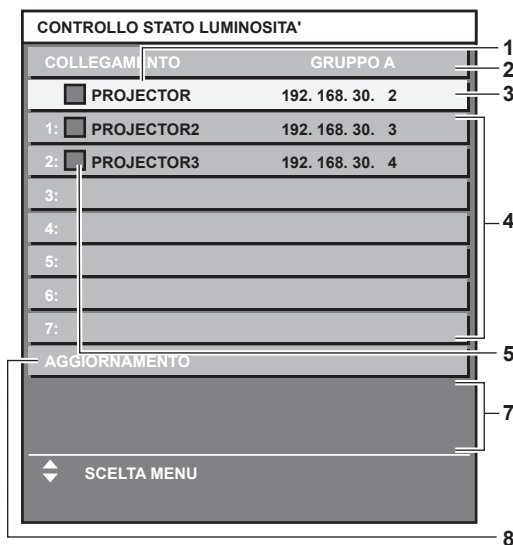 CONTROLLO STATO LUMINOSITA'
COLLEGAMENTO GRUPPO A
PROJECTOR 192. 168. 30. 2
1: PROJECTOR2 192. 168. 30. 3
2: PROJECTOR3 192. 168. 30. 4
3:
4:
5:
6:
7:
AGGIORNAMENTO
SCELTA MENU
1
2
3
4
5
7
8